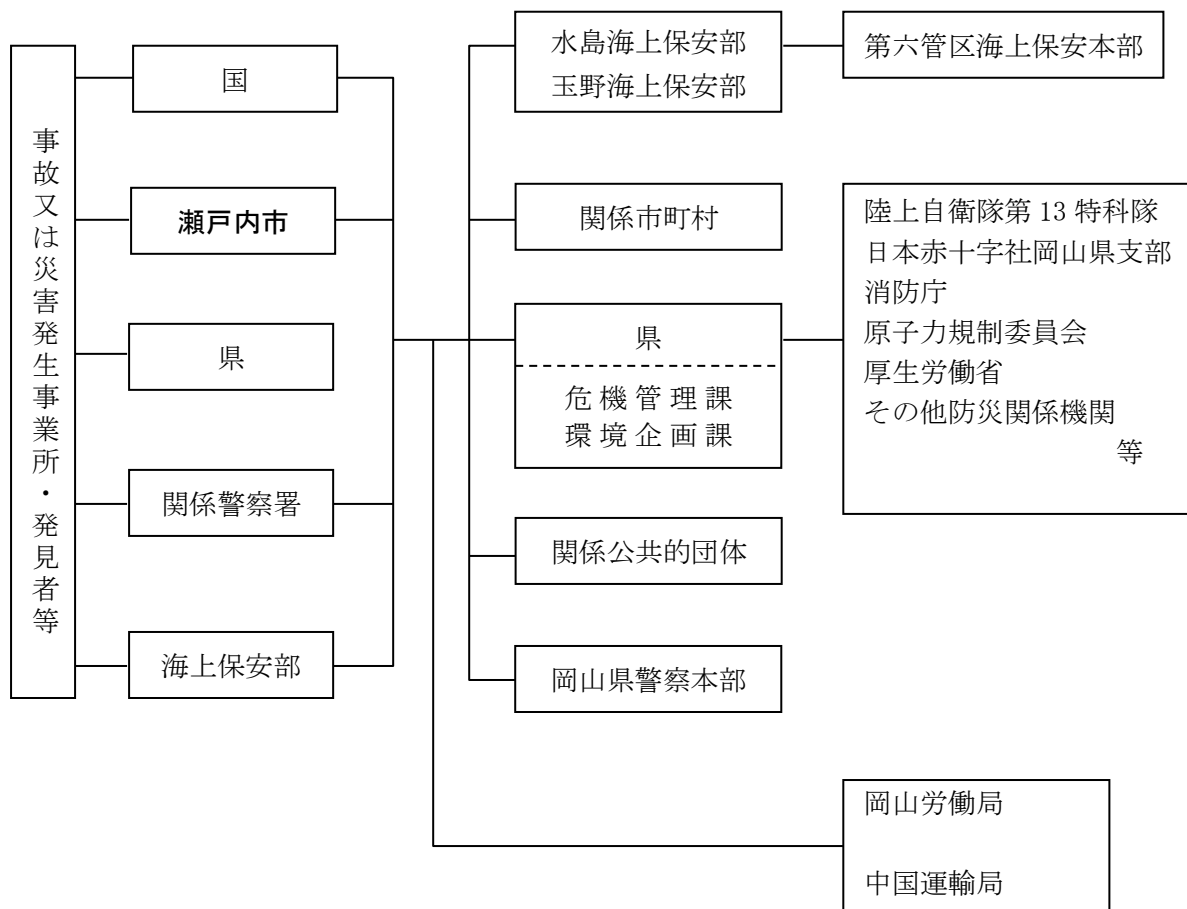 事故又は災害発生事業所・発見者等
国
瀬戸内市
県
関係警察署
海上保安部
水島海上保安部
玉野海上保安部
第六管区海上保安本部
関係市町村
県
危機管理課
環境企画課
陸上自衛隊第 13 特科隊
日本赤十字社岡山県支部
消防庁
原子力規制委員会
厚生労働省
その他防災関係機関
等
関係公共的団体
岡山県警察本部
岡山労働局
中国運輸局